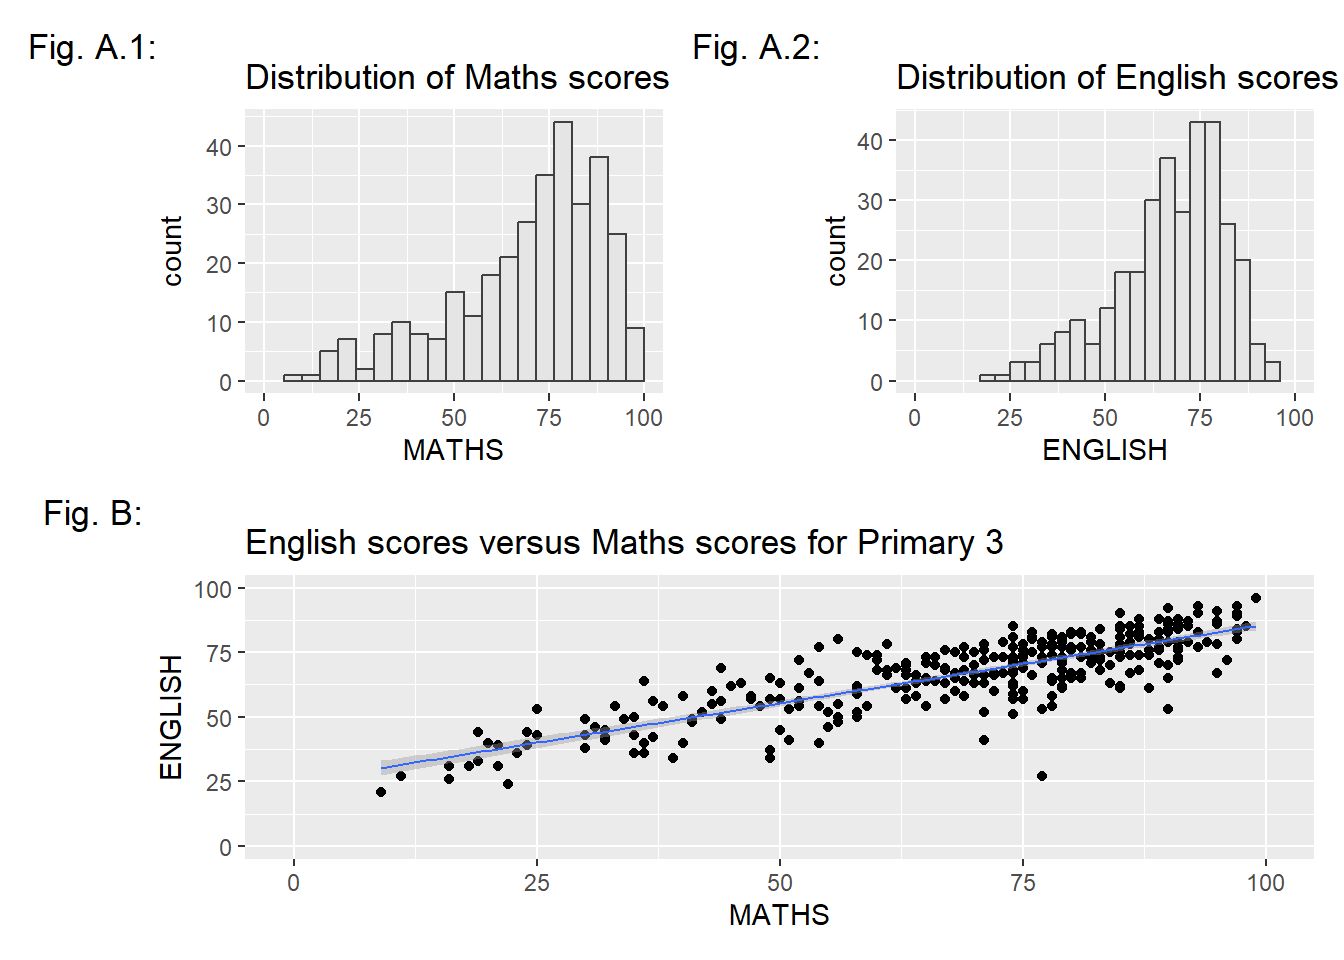 Fig. A.1:
Distribution of Maths scores
count
40
30
20
10
0
0 25 50 75 100
MATHS
Fig. A.2:
Distribution of English scores
count
40
30
20
10
0
0 25 50 75 100
ENGLISH
Fig. B:
English scores versus Maths scores for Primary 3
ENGLISH
100
75
50
25
0
0 25 50 75 100
MATHS